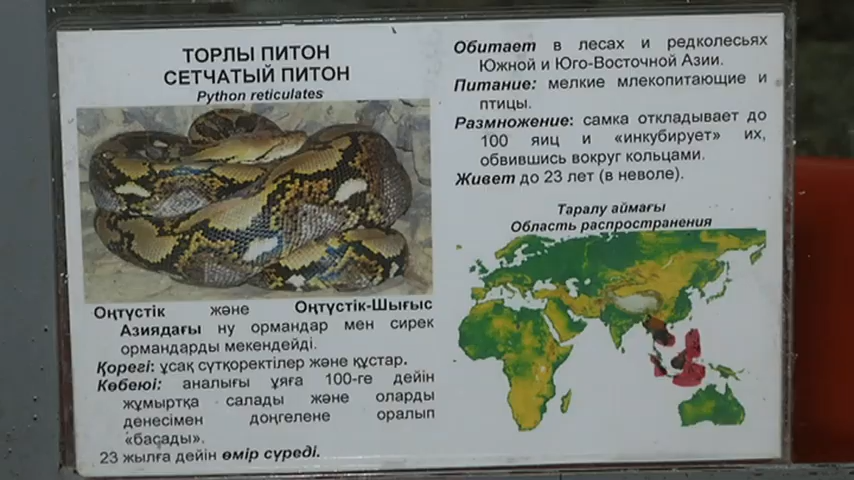 ТОРЛЫ ПИТОН
СЕТЧАТЫЙ ПИТОН
Python reticulates
Оңтүстік және Оңтүстік-Шығыс
Азиядағы ну ормандар мен сирек
ормандарды мекендейді.
Қорегі: ұсақ сүтқоректілер және құстар.
Көбеюі: аналығы ұяға 100-ге дейін
жұмыртқа салады және оларды
денесімен доңгелене оралып
«басады».
23 жылға дейін өмір сүреді.
Обитает в лесах и редколесьях
Южной и Юго-Восточной Азии.
Питание: мелкие млекопитающие и
птицы.
Размножение: самка откладывает до
100 яиц и «инкубирует» их,
обвившись вокруг кольцами.
Живет до 23 лет (в неволе).
Таралу аймағы
Область распространения